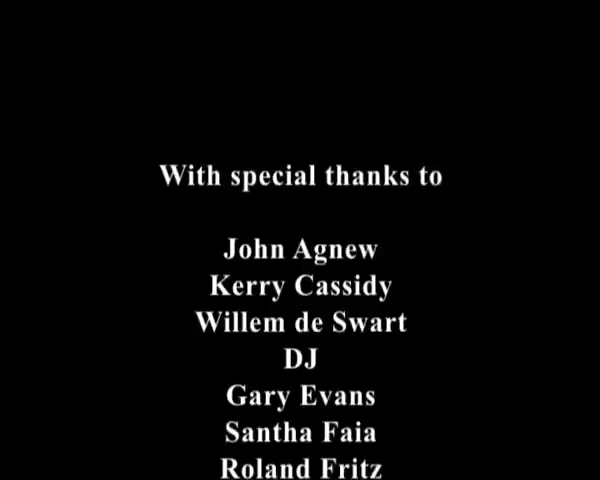 With special thanks to
John Agnew
Kerry Cassidy
Willem de Swart
DJ
Gary Evans
Santha Faia
Roland Fritz